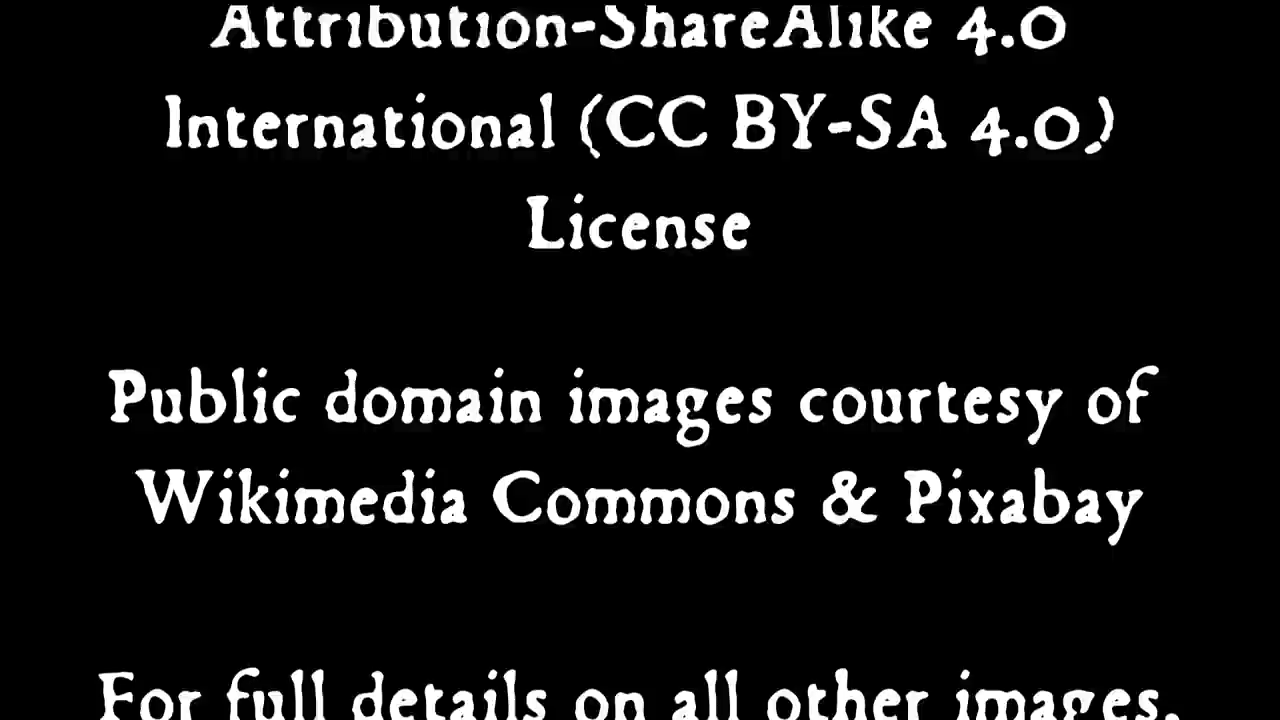 Attribution-ShareAlike 4.0
International (CC BY-SA 4.0)
License
Public domain images courtesy of
Wikimedia Commons & Pixabay
For full details on all other images,